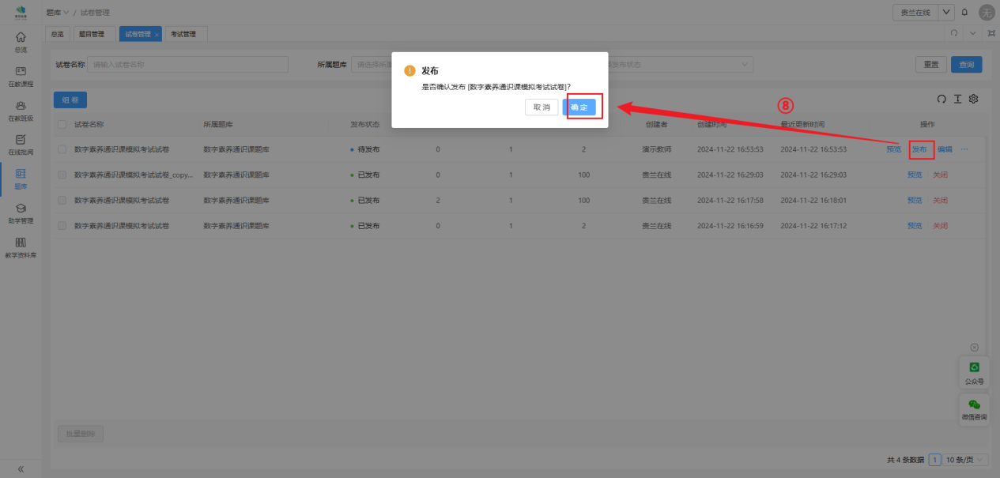 题库 / 试卷管理
贵兰在线
无
总览 题目管理 试卷管理 × 考试管理
总览
在教课程
在教班级
在线批阅
题库
助学管理
教学资料库
试卷名称 请输入试卷名称 所属题库 请选择所属 发布状态 重置 查询
发布
是否确认发布 [数字素养通识课模拟考试试卷]?
取 消 确 定
⑧
组 卷
试卷名称 所属题库 发布状态 创建者 创建时间 最近更新时间 操作
数字素养通识课模拟考试试卷 数字素养通识课题库 待发布 0 1 2 演示教师 2024-11-22 16:53:53 2024-11-22 16:53:53 预览 发布 编辑 ···
数字素养通识课模拟考试试卷_copy... 数字素养通识课题库 已发布 0 1 100 贵兰在线 2024-11-22 16:29:03 2024-11-22 16:29:03 预览 关闭
数字素养通识课模拟考试试卷 数字素养通识课题库 已发布 2 1 100 贵兰在线 2024-11-22 16:17:58 2024-11-22 16:18:01 预览 关闭
数字素养通识课模拟考试试卷 数字素养通识课题库 已发布 0 1 2 贵兰在线 2024-11-22 16:16:59 2024-11-22 16:17:12 预览 关闭
公众号
微信咨询
批量删除
共 4 条数据 1 10 条/页